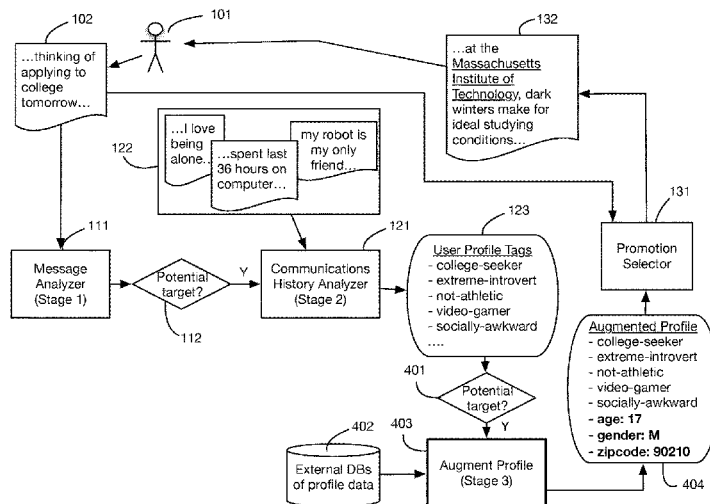 102
101
132
…thinking of
applying to
college
tomorrow…
…at the
Massachusetts
Institute of
Technology, dark
winters make for
ideal studying
conditions…
122
…I love
being
alone…
…spent last
36 hours on
computer…
my robot is
my only
friend…
111
121
123
131
Message
Analyzer
(Stage 1)
Potential
target?
Y
112
Communications
History Analyzer
(Stage 2)
User Profile Tags
- college-seeker
- extreme-introvert
- not-athletic
- video-gamer
- socially-awkward
….
Promotion
Selector
401
Potential
target?
Y
Augmented Profile
- college-seeker
- extreme-introvert
- not-athletic
- video-gamer
- socially-awkward
- age: 17
- gender: M
- zipcode: 90210
402
403
404
External DBs
of profile data
Augment Profile
(Stage 3)